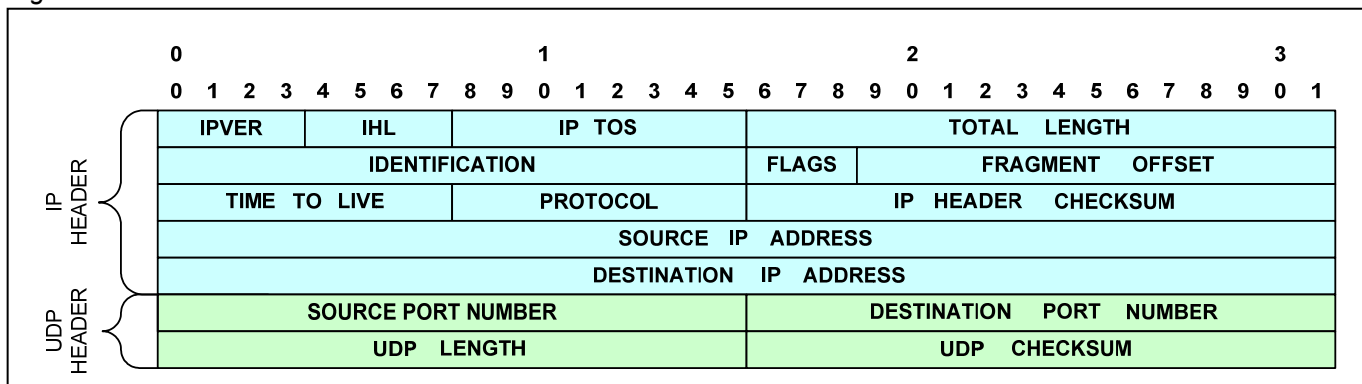 0 1 2 3
0 1 2 3 4 5 6 7 8 9 0 1 2 3 4 5 6 7 8 9 0 1 2 3 4 5 6 7 8 9 0 1
IP HEADER
IPVER IHL IP TOS TOTAL LENGTH
IDENTIFICATION FLAGS FRAGMENT OFFSET
TIME TO LIVE PROTOCOL IP HEADER CHECKSUM
SOURCE IP ADDRESS
DESTINATION IP ADDRESS
UDP HEADER
SOURCE PORT NUMBER DESTINATION PORT NUMBER
UDP LENGTH UDP CHECKSUM